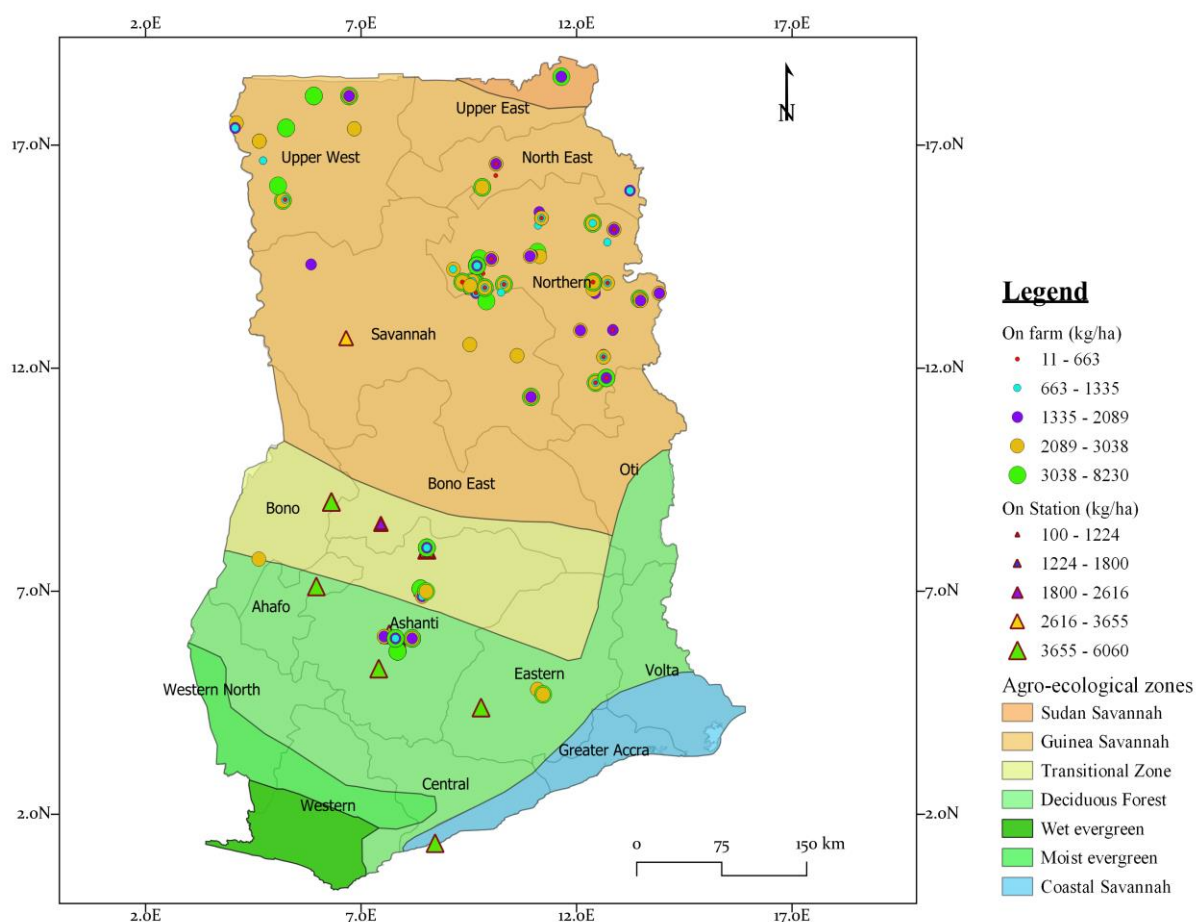 2.0E 7.0E 12.0E 17.0E
N
Upper East
17.0N 17.0N
Upper West North East
Northern
Savannah
12.0N 12.0N
Oti
Bono East
Bono
7.0N 7.0N
Ahafo
Ashanti
Eastern
Volta
Western North
Greater Accra
Central
Western
2.0N 2.0N
0 75 150 km
2.0E 7.0E 12.0E 17.0E
Legend
On farm (kg/ha)
11 - 663
663 - 1335
1335 - 2089
2089 - 3038
3038 - 8230
On Station (kg/ha)
100 - 1224
1224 - 1800
1800 - 2616
2616 - 3655
3655 - 6060
Agro-ecological zones
Sudan Savannah
Guinea Savannah
Transitional Zone
Deciduous Forest
Wet evergreen
Moist evergreen
Coastal Savannah